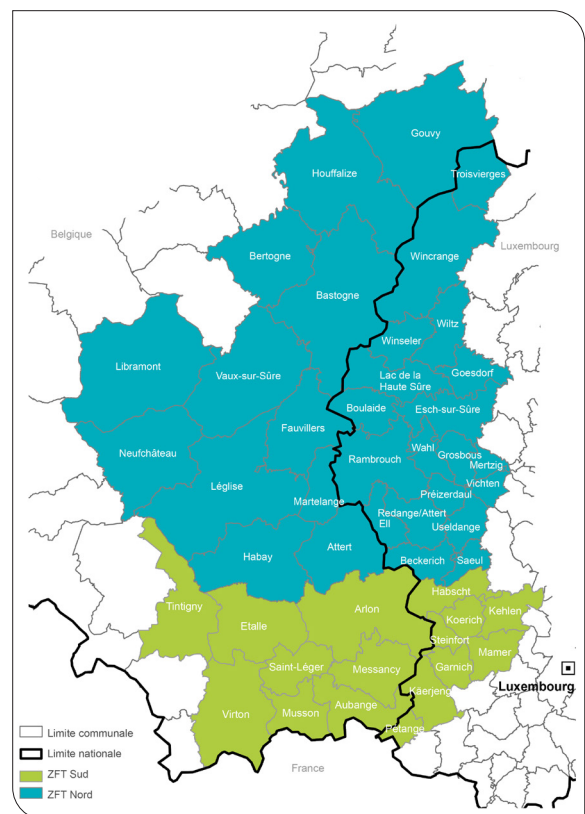 Gouvy
Troisvierges
Houffalize
Belgique
Luxembourg
Bertogne
Wincrange
Bastogne
Wiltz
Winseler
Libramont
Vaux-sur-Sûre
Lac de la
Haute Sûre
Goesdorf
Boulaide
Esch-sur-Sûre
Fauvillers
Neufchâteau
Wahl
Grosbous
Rambrouch
Mertzig
Léglise
Vichten
Préizerdaul
Martelange
Redange/Attert
Ell
Useldange
Habay
Attert
Beckerich
Saeul
Habscht
Tintigny
Arlon
Kehlen
Etalle
Koerich
Steinfort
Mamer
Saint-Léger
Messancy
Garnich
Luxembourg
Käerjeng
Aubange
Virton
Musson
Pétange
Limite communale
Limite nationale
France
ZFT Sud
ZFT Nord